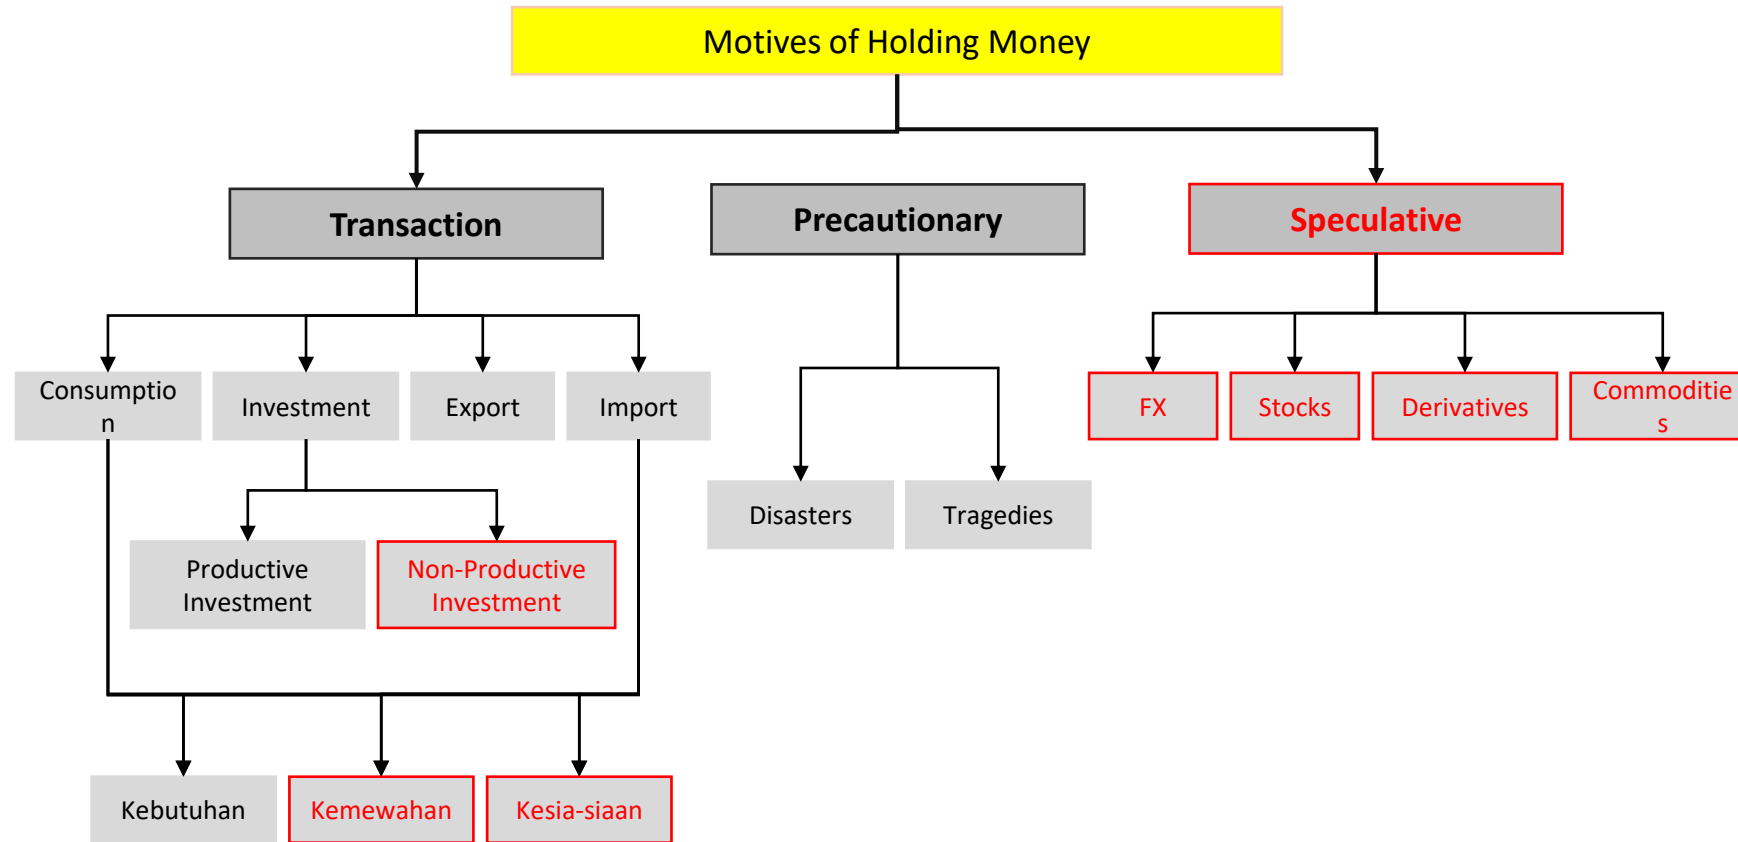 Motives of Holding Money
Transaction
Precautionary
Speculative
Consumptio
n
Investment
Export
Import
FX
Stocks
Derivatives
Commoditie
s
Disasters
Tragedies
Productive
Investment
Non-Productive
Investment
Kebutuhan
Kemewahan
Kesia-siaan